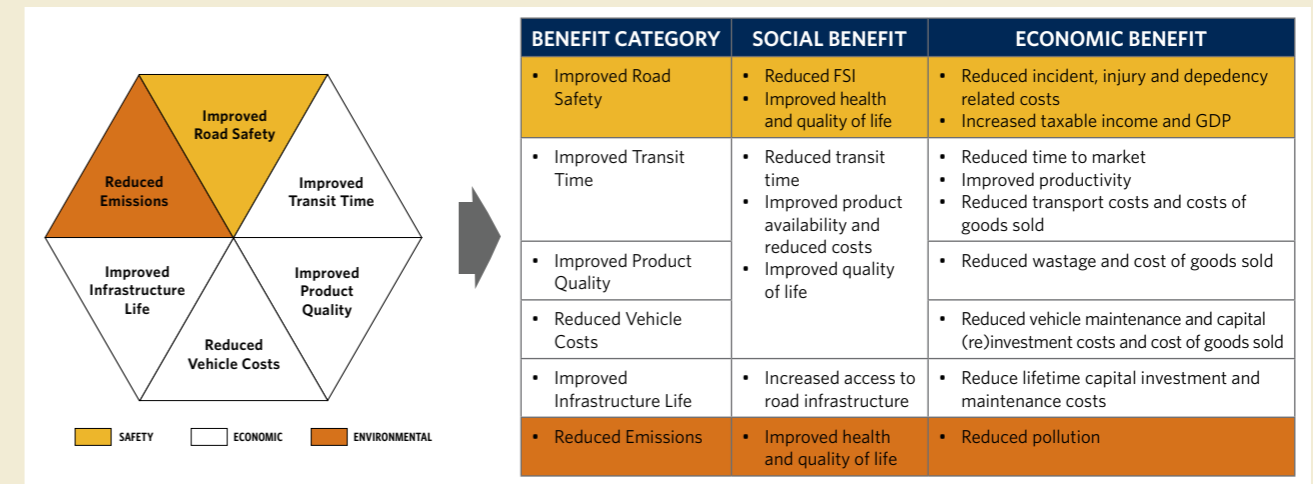 Improved
Road Safety
Reduced
Emissions
Improved
Transit Time
Improved
Infrastructure
Life
Improved
Product
Quality
Reduced
Vehicle Costs
SAFETY
ECONOMIC
ENVIRONMENTAL
BENEFIT CATEGORY
SOCIAL BENEFIT
ECONOMIC BENEFIT
• Improved Road
Safety
• Reduced FSI
• Improved health
and quality of life
• Reduced incident, injury and depedency
related costs
• Increased taxable income and GDP
• Improved Transit
Time
• Reduced transit
time
• Improved product
availability and
reduced costs
• Improved quality
of life
• Reduced time to market
• Improved productivity
• Reduced transport costs and costs of
goods sold
• Improved Product
Quality
• Reduced wastage and cost of goods sold
• Reduced Vehicle
Costs
• Reduced vehicle maintenance and capital
(re)investment costs and cost of goods sold
• Improved
Infrastructure Life
• Increased access to
road infrastructure
• Reduce lifetime capital investment and
maintenance costs
• Reduced Emissions
• Improved health
and quality of life
• Reduced pollution